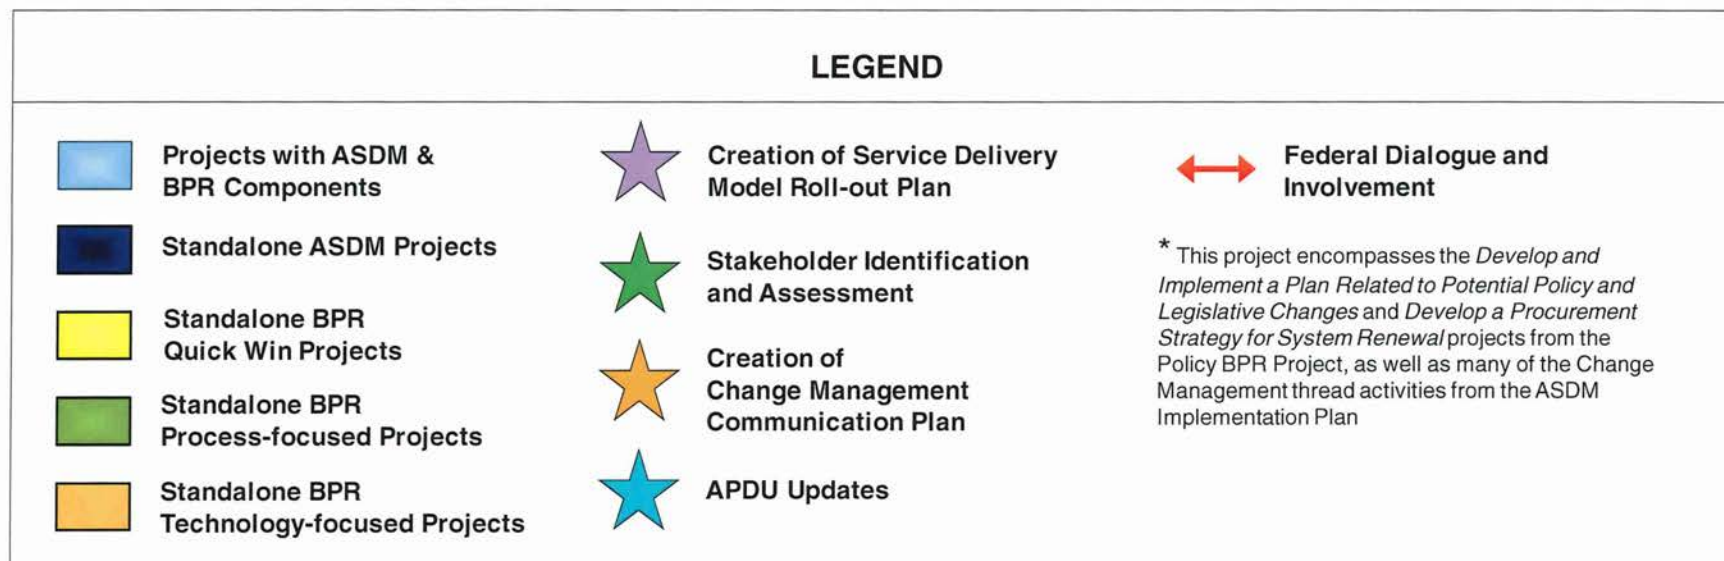 LEGEND
Projects with ASDM &
BPR Components
Standalone ASDM Projects
Standalone BPR
Quick Win Projects
Standalone BPR
Process-focused Projects
Standalone BPR
Technology-focused Projects
Creation of Service Delivery
Model Roll-out Plan
Stakeholder Identification
and Assessment
Creation of
Change Management
Communication Plan
APDU Updates
Federal Dialogue and
Involvement
* This project encompasses the Develop and
Implement a Plan Related to Potential Policy and
Legislative Changes and Develop a Procurement
Strategy for System Renewal projects from the
Policy BPR Project, as well as many of the Change
Management thread activities from the ASDM
Implementation Plan